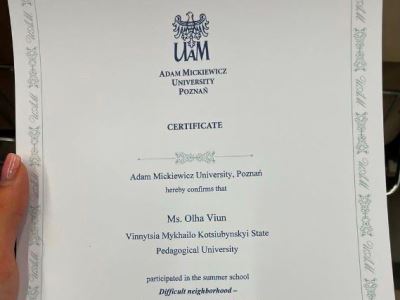 UAM
ADAM MICKIEWICZ
UNIVERSITY
POZNAŃ
CERTIFICATE
Adam Mickiewicz University, Poznań
hereby confirms that
Ms. Olha Viun
Vinnytsia Mykhailo Kotsiubynskyi State
Pedagogical University
participated in the summer school
Difficult neighborhood –